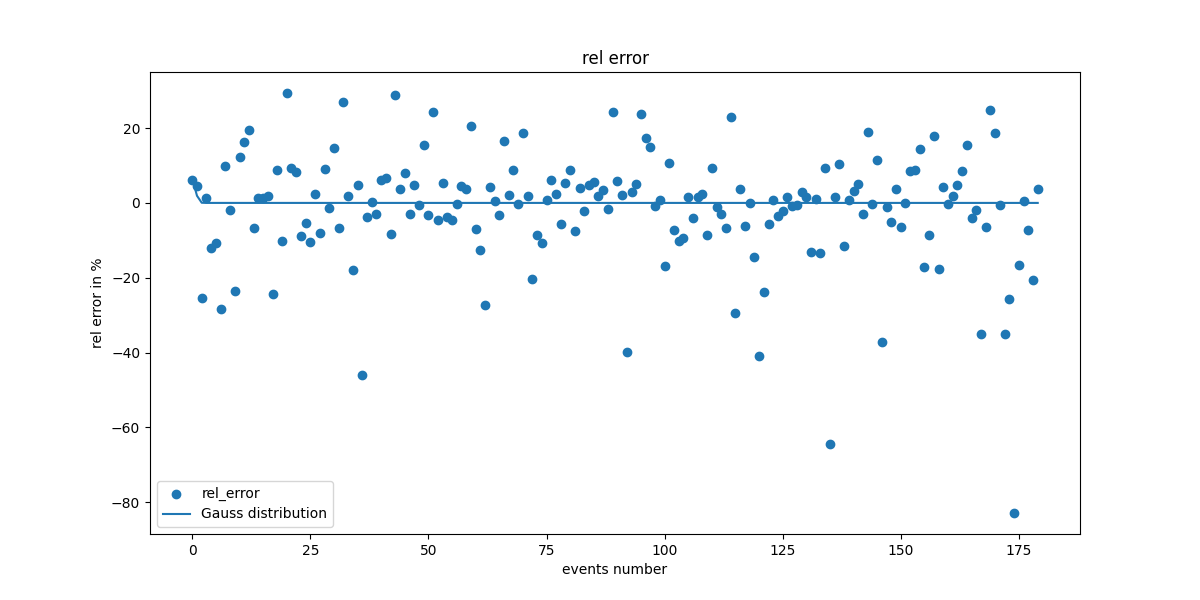 rel error
20
0
−20
−40
−60
−80
rel error in %
rel_error
Gauss distribution
0 25 50 75 100 125 150 175
events number